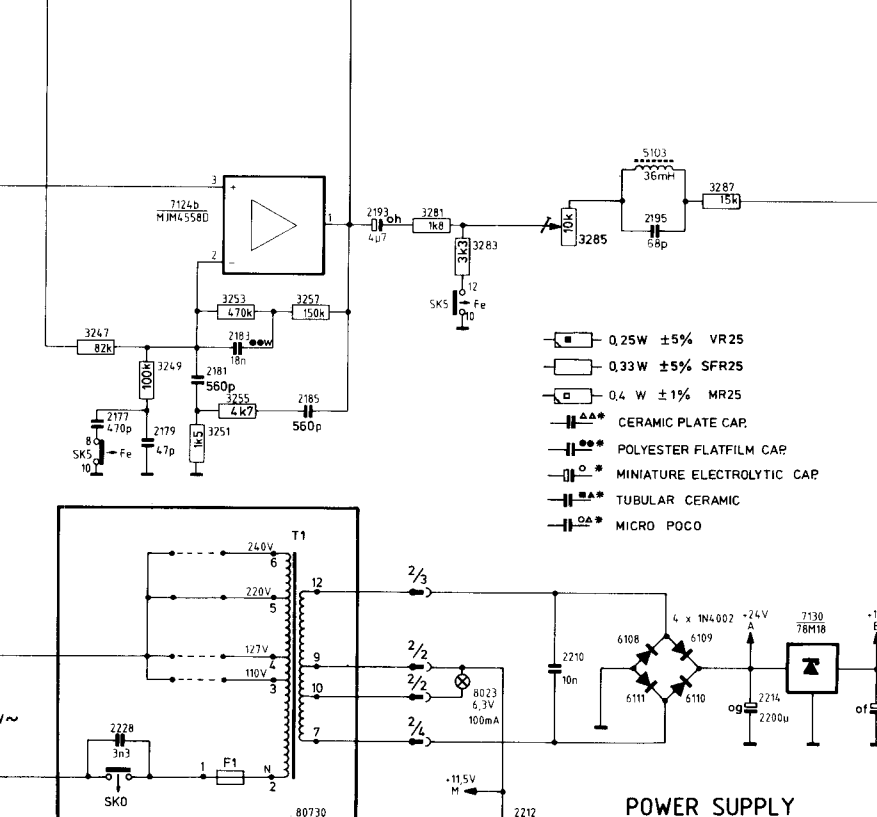 5103
36mH
3287
15k
2195
68p
3
+
7124b
MJM4558D
1
2
−
2193
oh
4µ7
3281
1k8
3k3
3283
10k
3285
12
SK5
Fe
10
3253
470k
3257
150k
2183
18n
3247
82k
100k
3249
2181
560p
3255
4k7
2185
560p
1k5
3251
2177
470p
8
SK5
Fe
10
2179
47p
0,25W ±5% VR25
0,33W ±5% SFR25
0,4 W ±1% MR25
CERAMIC PLATE CAP.
POLYESTER FLATFILM CAP.
MINIATURE ELECTROLYTIC CAP.
TUBULAR CERAMIC
MICRO POCO
T1
240V
6
220V
5
127V
4
110V
3
N
2
12
9
10
7
2/3
2/2
2/2
2/4
8023
6,3V
100mA
2210
10n
4 x 1N4002
6108
6109
6111
6110
+24V
A
7130
78M18
og
2214
2200µ
of
2228
3n3
SK0
1
F1
80730
+11,5V
M
2212
POWER SUPPLY